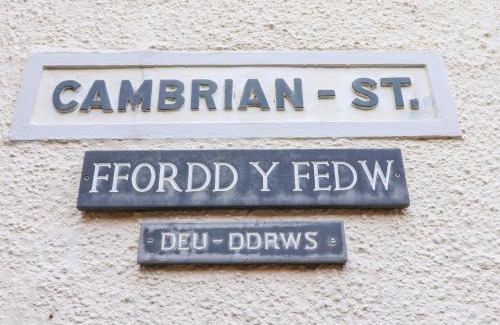 CAMBRIAN - ST.
FFORDD Y FEDW
DEU-DDRWS